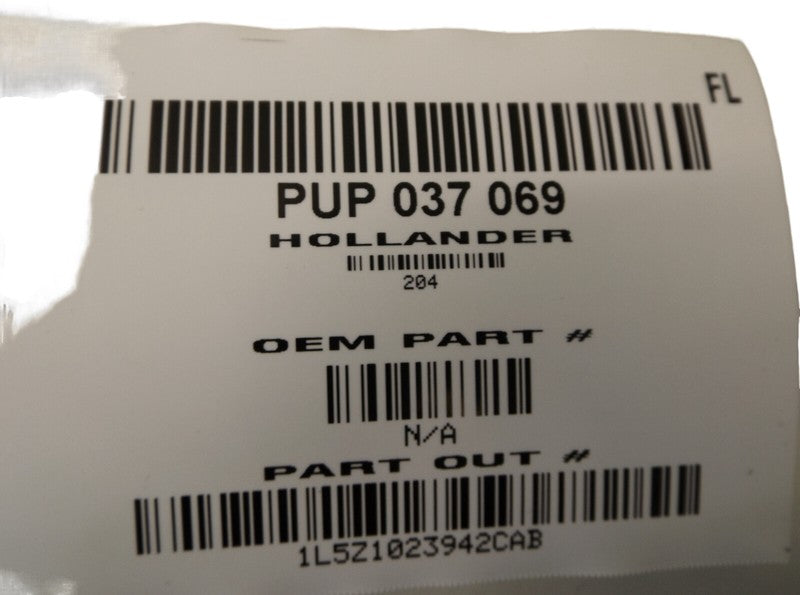 FL
PUP 037 069
HOLLANDER
204
OEM PART #
N/A
PART OUT #
1L5Z1023942CAB